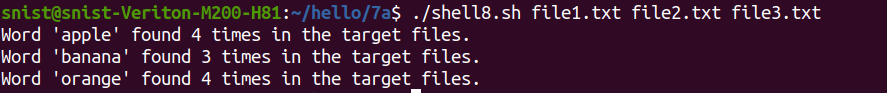 snist@snist-Veriton-M200-H81:~/hello/7a$ ./shell8.sh file1.txt file2.txt file3.txt
Word 'apple' found 4 times in the target files.
Word 'banana' found 3 times in the target files.
Word 'orange' found 4 times in the target files.